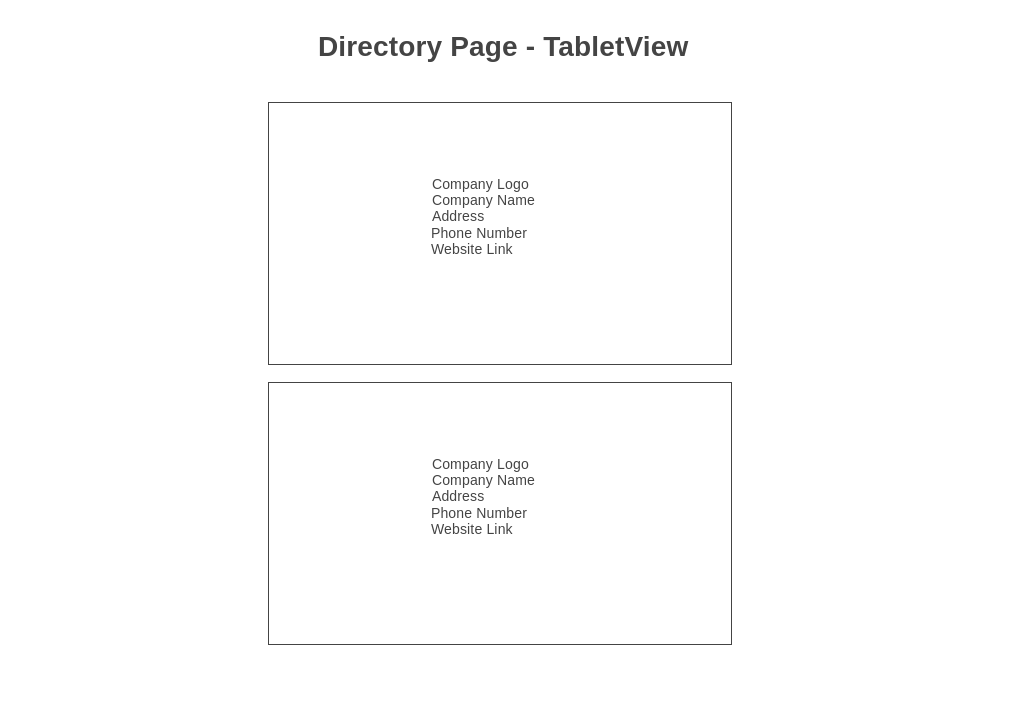 Directory Page - TabletView
Company Logo
Company Name
Address
Phone Number
Website Link
Company Logo
Company Name
Address
Phone Number
Website Link